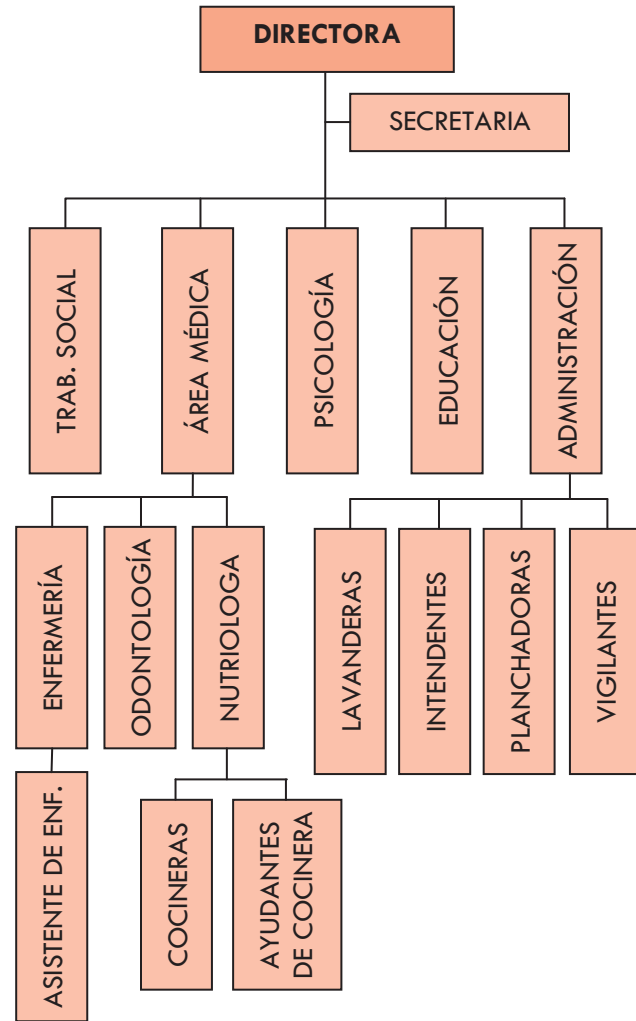 DIRECTORA
SECRETARIA
TRAB. SOCIAL
ÁREA MÉDICA
PSICOLOGÍA
EDUCACIÓN
ADMINISTRACIÓN
ENFERMERÍA
ODONTOLOGÍA
NUTRIOLOGA
LAVANDERAS
INTENDENTES
PLANCHADORAS
VIGILANTES
ASISTENTE DE ENF.
COCINERAS
AYUDANTES
DE COCINERA